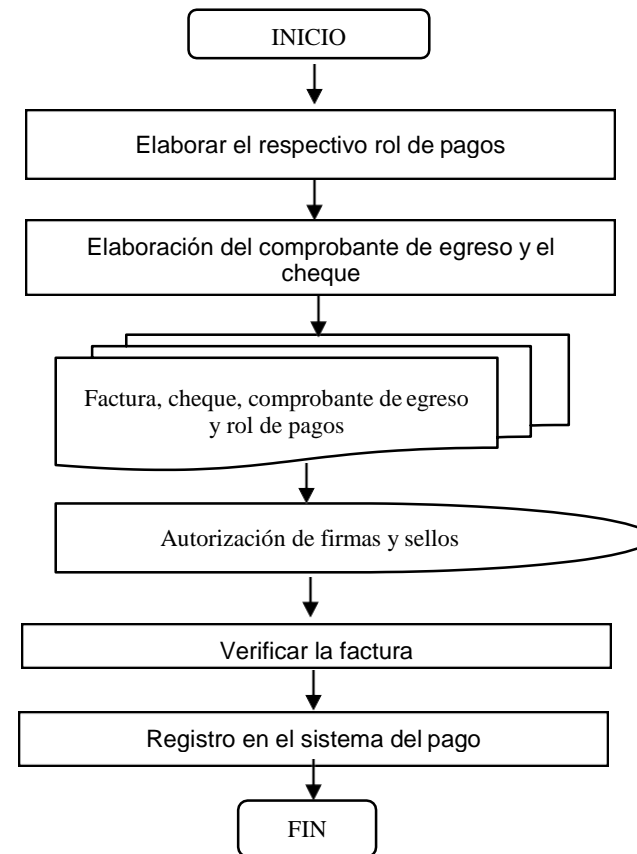 INICIO
Elaborar el respectivo rol de pagos
Elaboración del comprobante de egreso y el
cheque
Factura, cheque, comprobante de egreso
y rol de pagos
Autorización de firmas y sellos
Verificar la factura
Registro en el sistema del pago
FIN